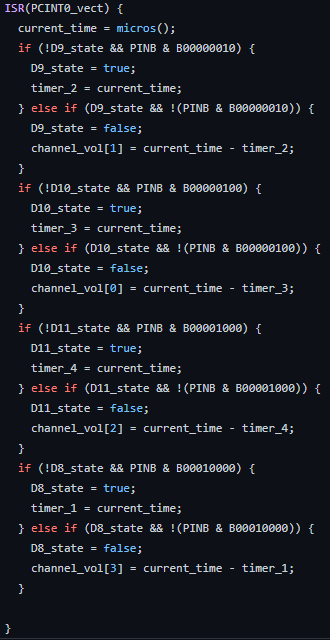 ISR(PCINT0_vect) {
  current_time = micros();
  if (!D9_state && PINB & B00000010) {
    D9_state = true;
    timer_2 = current_time;
  } else if (D9_state && !(PINB & B00000010)) {
    D9_state = false;
    channel_vol[1] = current_time - timer_2;
  }
  if (!D10_state && PINB & B00000100) {
    D10_state = true;
    timer_3 = current_time;
  } else if (D10_state && !(PINB & B00000100)) {
    D10_state = false;
    channel_vol[0] = current_time - timer_3;
  }
  if (!D11_state && PINB & B00001000) {
    D11_state = true;
    timer_4 = current_time;
  } else if (D11_state && !(PINB & B00001000)) {
    D11_state = false;
    channel_vol[2] = current_time - timer_4;
  }
  if (!D8_state && PINB & B00010000) {
    D8_state = true;
    timer_1 = current_time;
  } else if (D8_state && !(PINB & B00010000)) {
    D8_state = false;
    channel_vol[3] = current_time - timer_1;
  }

}